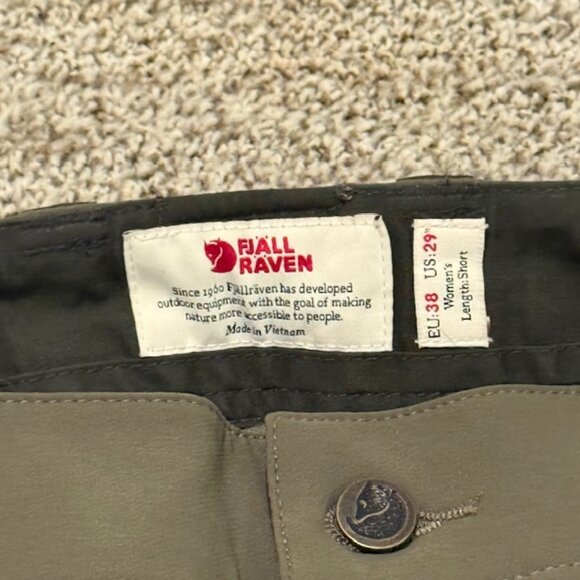 FJÄLL
RÄVEN
Since 1960 Fjällräven has developed
outdoor equipment with the goal of making
nature more accessible to people.
Made in Vietnam
EU: 38 US: 29"
Women's
Length: Short